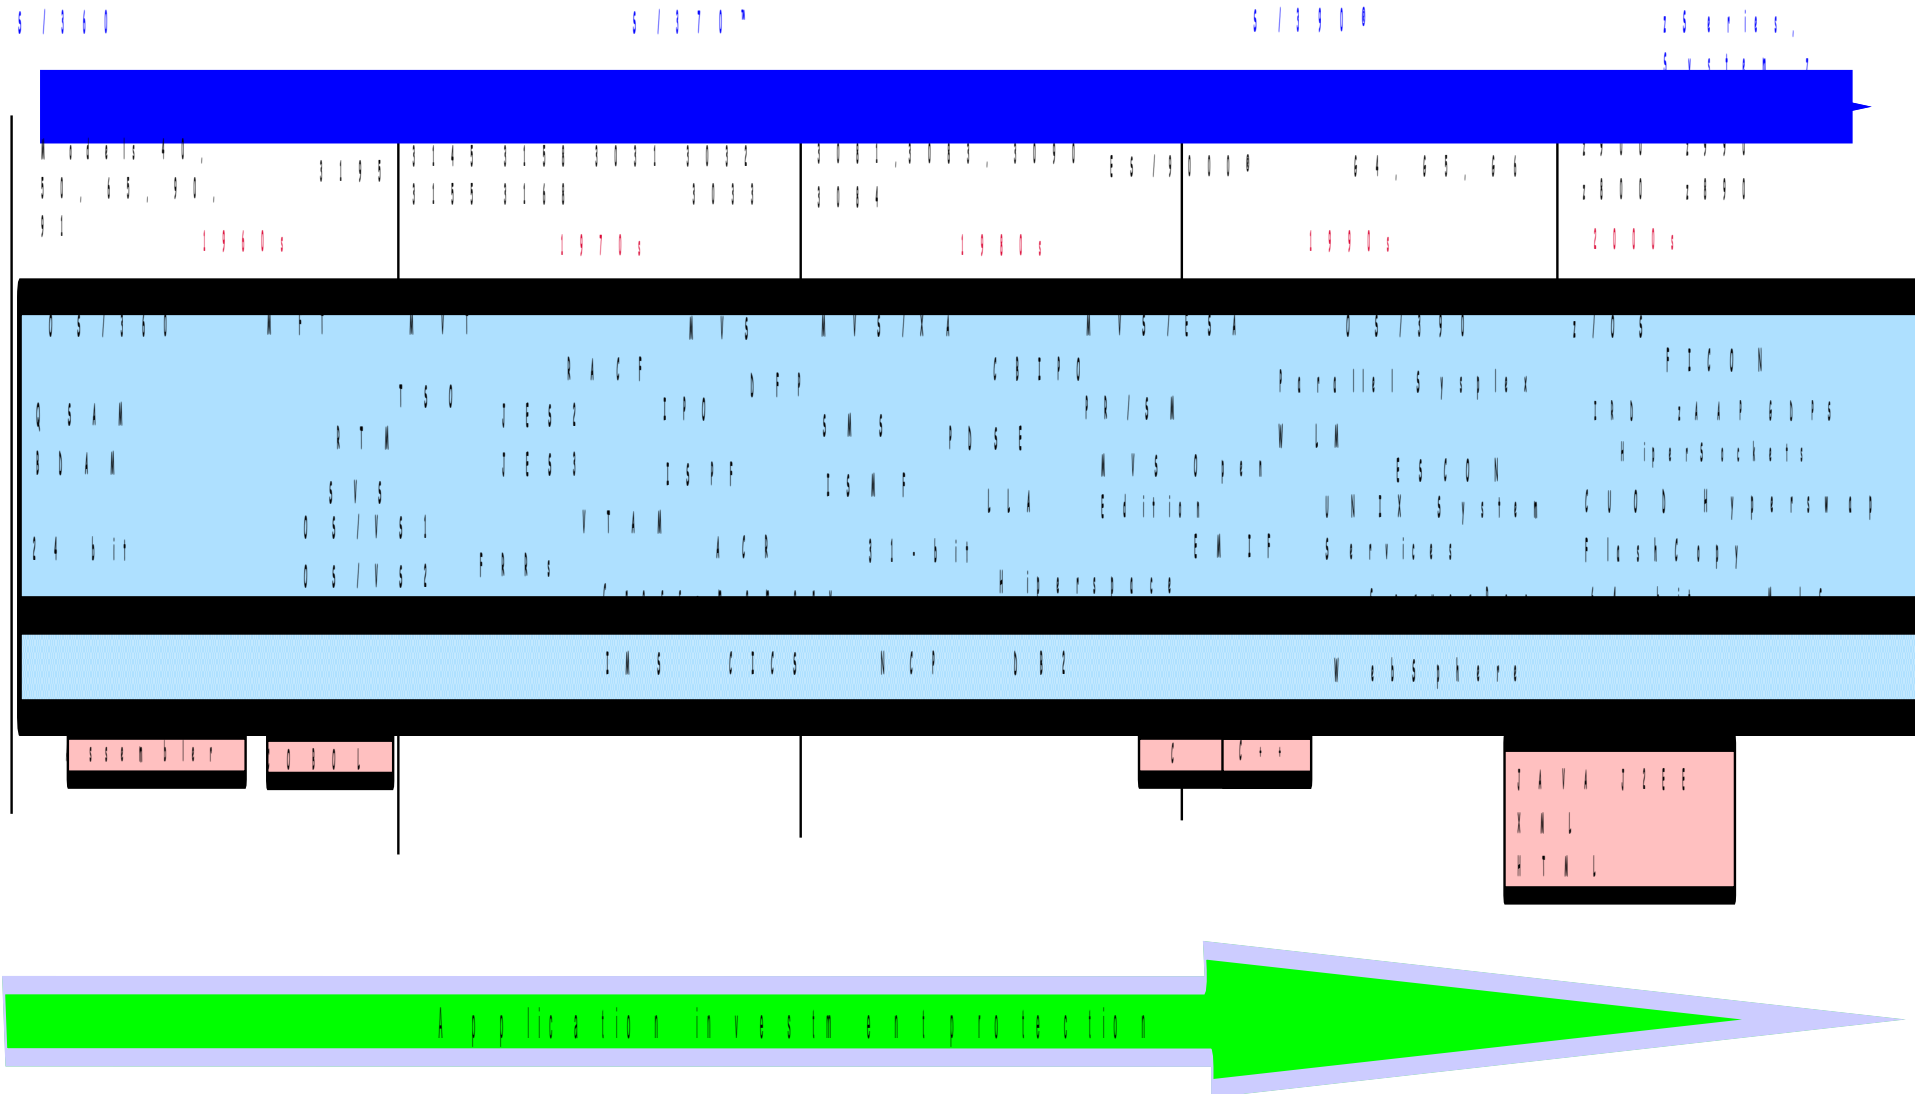 S/360 S/370™ S/390® zSeries,
System z
Models 40,
50, 65, 90,
91
3195
3145 3158 3031 3032
3155 3168 3033
3081, 3083, 3090
3084
ES/9000®
G4, G5, G6
z900 z990
z800 z890
1960s 1970s 1980s 1990s 2000s
OS/360 MFT MVT MVS MVS/XA MVS/ESA OS/390 z/OS
QSAM
BDAM
24 bit
RTM
SVS
OS/VS1
OS/VS2
TSO
JES2
JES3
FRRs
RACF
VTAM
IPO
ISPF
ACR
DFP
SMS
ISMF
31-bit
CBIPO
PDSE
LLA
Hiperspace
PR/SM
MVS Open
Edition
EMIF
Parallel Sysplex
WLM
ESCON
UNIX System
Services
FICON
IRD zAAP GDPS
HiperSockets
CUOD Hyperswap
FlashCopy
IMS CICS NCP DB2 WebSphere
Assembler COBOL C C++
JAVA J2EE
XML
HTML
Application investment protection